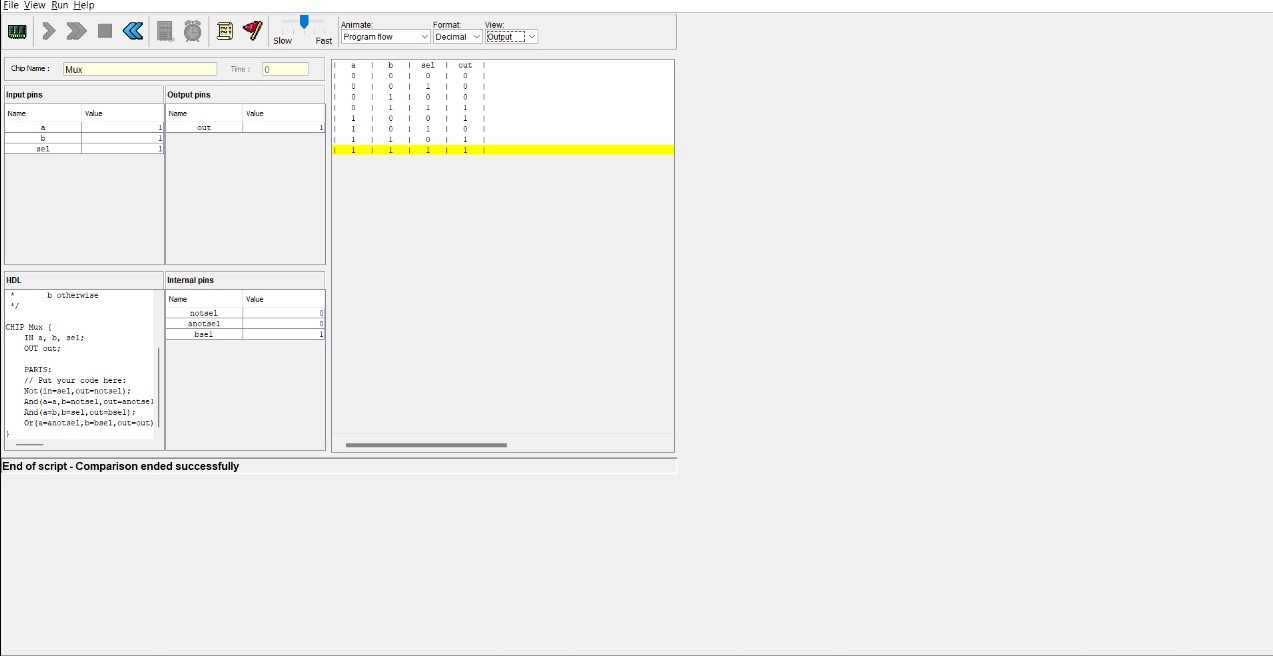 File View Run Help
Animate: Format: View:
Slow Fast Program flow Decimal Output
Chip Name : Mux Time : 0
Input pins
Name Value
a 1
b 1
sel 1
Output pins
Name Value
out 1
| a | b | sel | out |
| 0 | 0 | 0 | 0 |
| 0 | 0 | 1 | 0 |
| 0 | 1 | 0 | 0 |
| 0 | 1 | 1 | 1 |
| 1 | 0 | 0 | 1 |
| 1 | 0 | 1 | 0 |
| 1 | 1 | 0 | 1 |
| 1 | 1 | 1 | 1 |
HDL
* b otherwise
*/
CHIP Mux {
IN a, b, sel;
OUT out;
PARTS:
// Put your code here:
Not(in=sel,out=notsel);
And(a=a,b=notsel,out=anotsel
And(a=b,b=sel,out=bsel);
Or(a=anotsel,b=bsel,out=out)
}
Internal pins
Name Value
notsel 0
anotsel 0
bsel 1
End of script - Comparison ended successfully